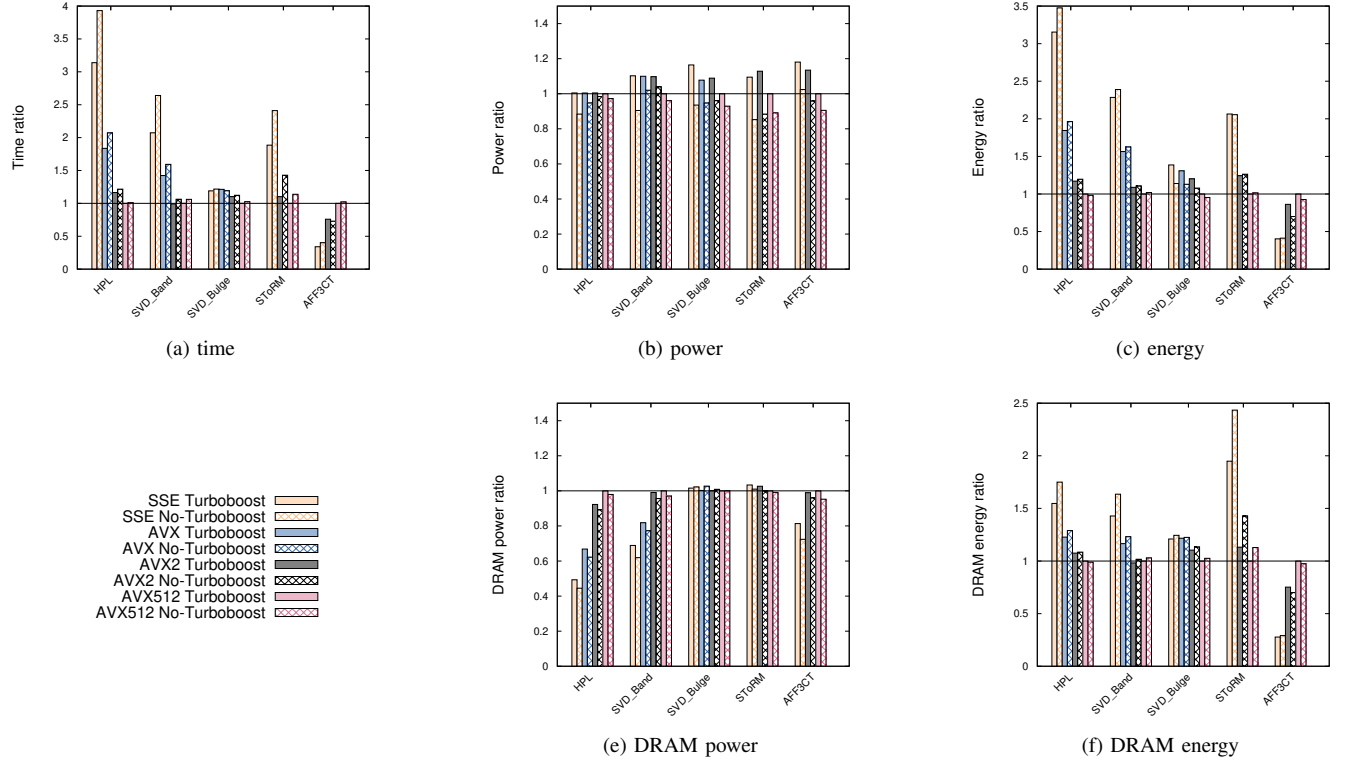 Time ratio
4
3.5
3
2.5
2
1.5
1
0.5
0
HPL
SVD_Band
SVD_Bulge
SToRM
AFF3CT
(a) time
Power ratio
1.4
1.2
1
0.8
0.6
0.4
0.2
0
HPL
SVD_Band
SVD_Bulge
SToRM
AFF3CT
(b) power
Energy ratio
3.5
3
2.5
2
1.5
1
0.5
0
HPL
SVD_Band
SVD_Bulge
SToRM
AFF3CT
(c) energy
SSE Turboboost
SSE No-Turboboost
AVX Turboboost
AVX No-Turboboost
AVX2 Turboboost
AVX2 No-Turboboost
AVX512 Turboboost
AVX512 No-Turboboost
DRAM power ratio
1.4
1.2
1
0.8
0.6
0.4
0.2
0
HPL
SVD_Band
SVD_Bulge
SToRM
AFF3CT
(e) DRAM power
DRAM energy ratio
2.5
2
1.5
1
0.5
0
HPL
SVD_Band
SVD_Bulge
SToRM
AFF3CT
(f) DRAM energy